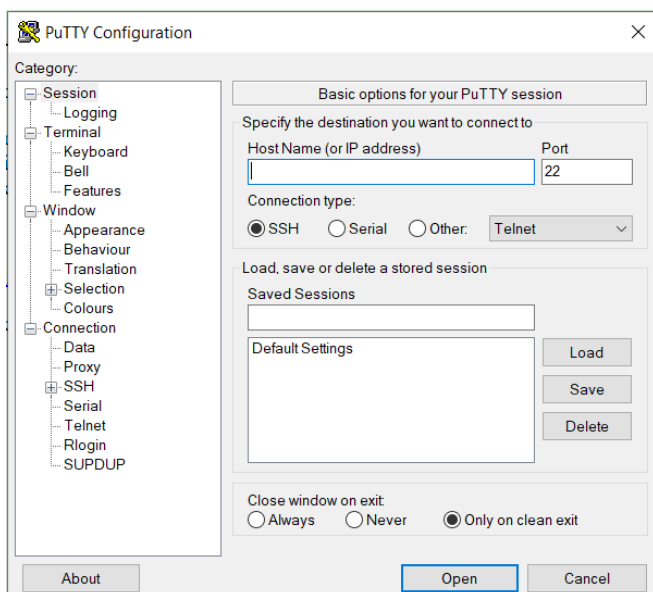 PuTTY Configuration
Category:
Session
Logging
Terminal
Keyboard
Bell
Features
Window
Appearance
Behaviour
Translation
Selection
Colours
Connection
Data
Proxy
SSH
Serial
Telnet
Rlogin
SUPDUP
Basic options for your PuTTY session
Specify the destination you want to connect to
Host Name (or IP address) Port
22
Connection type:
SSH Serial Other: Telnet
Load, save or delete a stored session
Saved Sessions
Default Settings
Load
Save
Delete
Close window on exit:
Always Never Only on clean exit
About Open Cancel